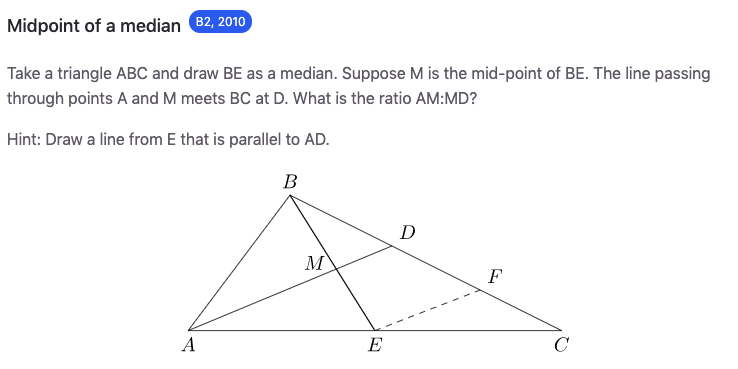 Midpoint of a median B2, 2010
Take a triangle ABC and draw BE as a median. Suppose M is the mid-point of BE. The line passing
through points A and M meets BC at D. What is the ratio AM:MD?
Hint: Draw a line from E that is parallel to AD.
B
D
M
F
A
E
C